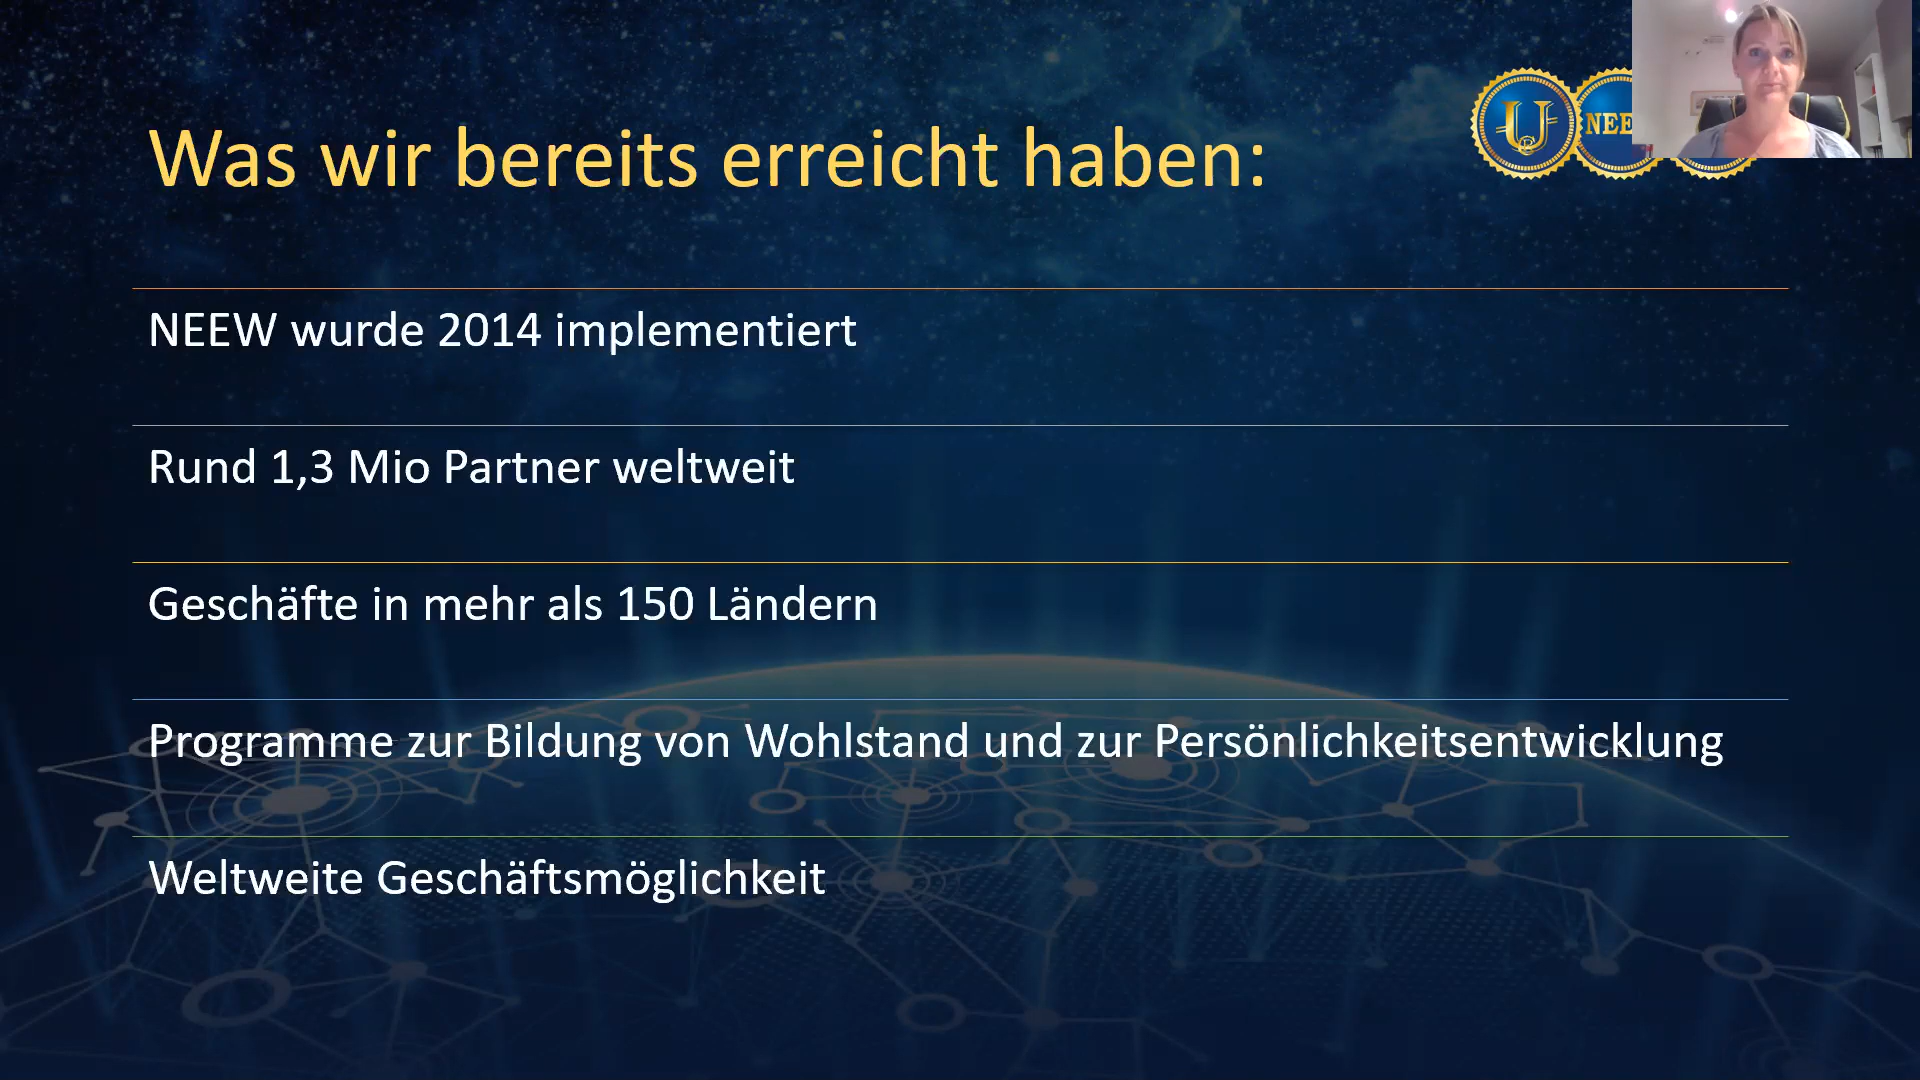 Was wir bereits erreicht haben:
NEEW wurde 2014 implementiert
Rund 1,3 Mio Partner weltweit
Geschäfte in mehr als 150 Ländern
Programme zur Bildung von Wohlstand und zur Persönlichkeitsentwicklung
Weltweite Geschäftsmöglichkeit